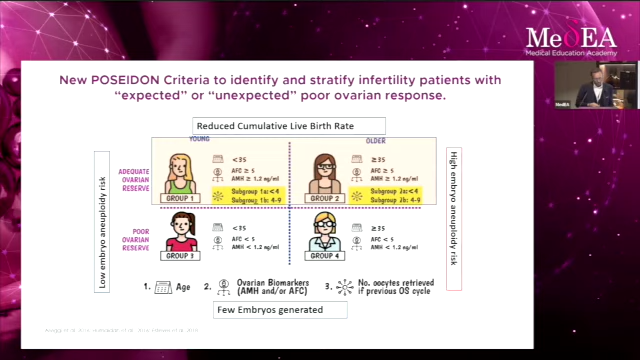 MedEA
Medical Education Academy
MedEA
New POSEIDON Criteria to identify and stratify infertility patients with
“expected” or “unexpected” poor ovarian response.
Reduced Cumulative Live Birth Rate
YOUNG
OLDER
Low embryo aneuploidy risk
High embryo aneuploidy risk
ADEQUATE
OVARIAN
RESERVE
GROUP 1
<35
AFC ≥ 5
AMH ≥ 1.2 ng/ml
Subgroup 1a:<4
Subgroup 1b: 4-9
GROUP 2
≥35
AFC ≥ 5
AMH ≥ 1.2 ng/ml
Subgroup 2a:<4
Subgroup 2b: 4-9
POOR
OVARIAN
RESERVE
GROUP 3
<35
AFC < 5
AMH < 1.2 ng/ml
GROUP 4
≥35
AFC < 5
AMH < 1.2 ng/ml
1. Age
2. Ovarian Biomarkers
(AMH and/or AFC)
3. No. oocytes retrieved
if previous OS cycle
Few Embryos generated